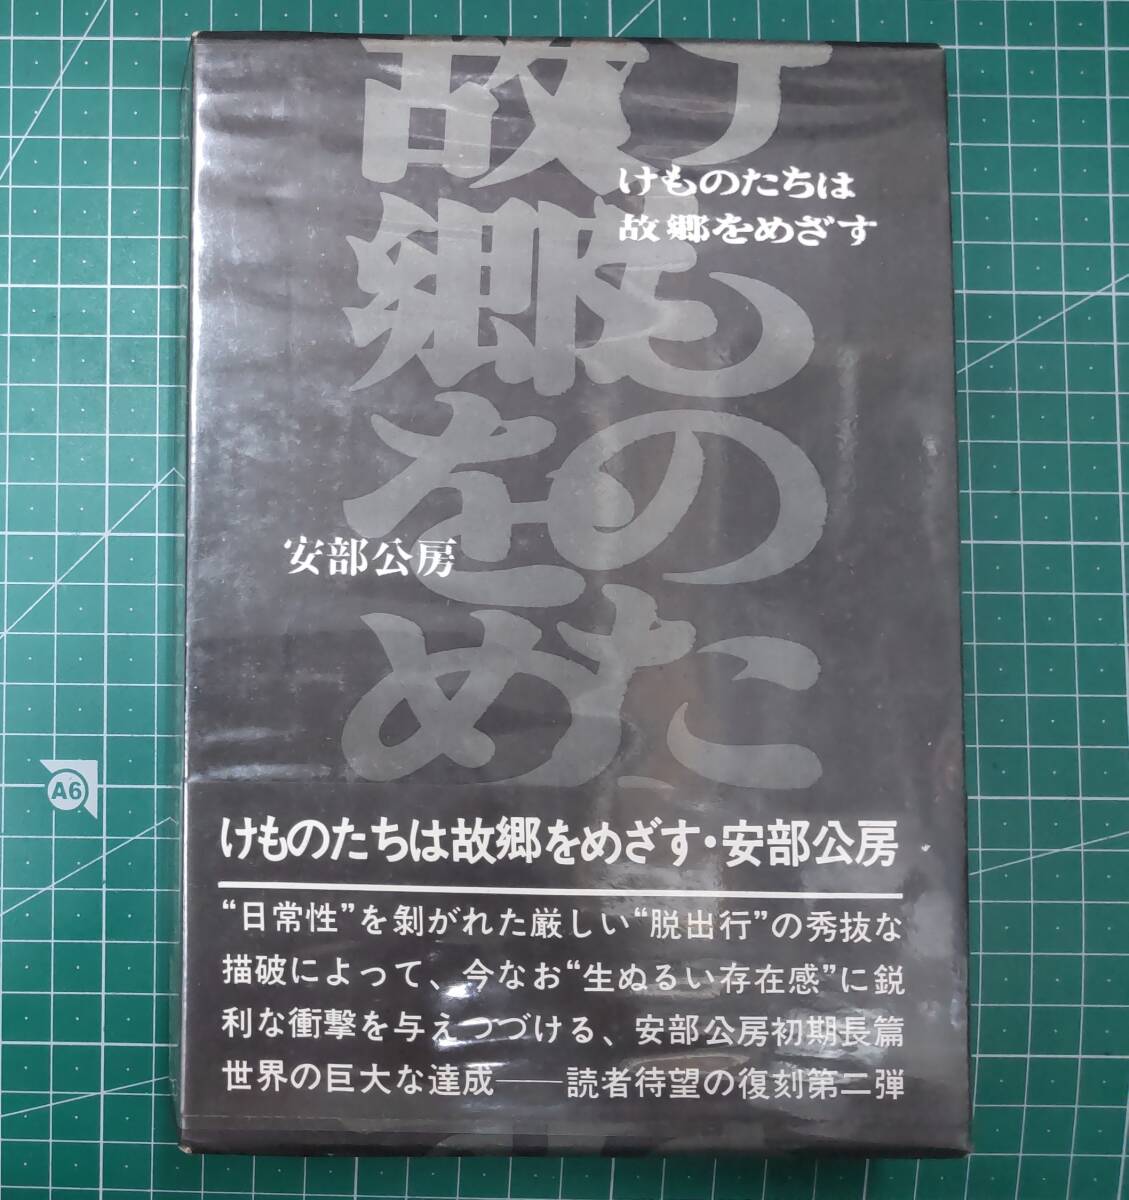 けものた
故郷をめ
けものたちは
故郷をめざす
安部公房
けものたちは故郷をめざす・安部公房
“日常性”を剝がれた厳しい“脱出行”の秀抜な
描破によって、今なお“生ぬるい存在感”に鋭
利な衝撃を与えつづける、安部公房初期長篇
世界の巨大な達成——読者待望の復刻第二弾
A6